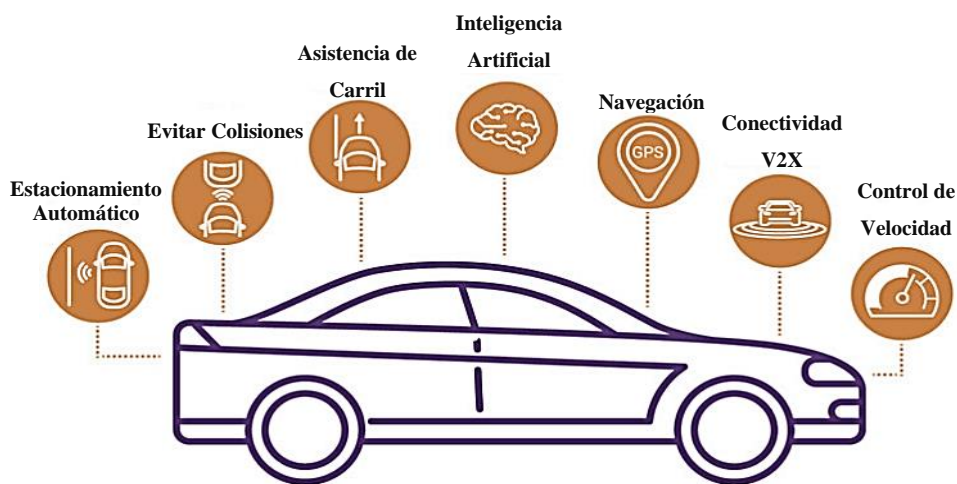 Estacionamiento
Automático
Evitar Colisiones
Asistencia de
Carril
Inteligencia
Artificial
Navegación
GPS
Conectividad
V2X
Control de
Velocidad